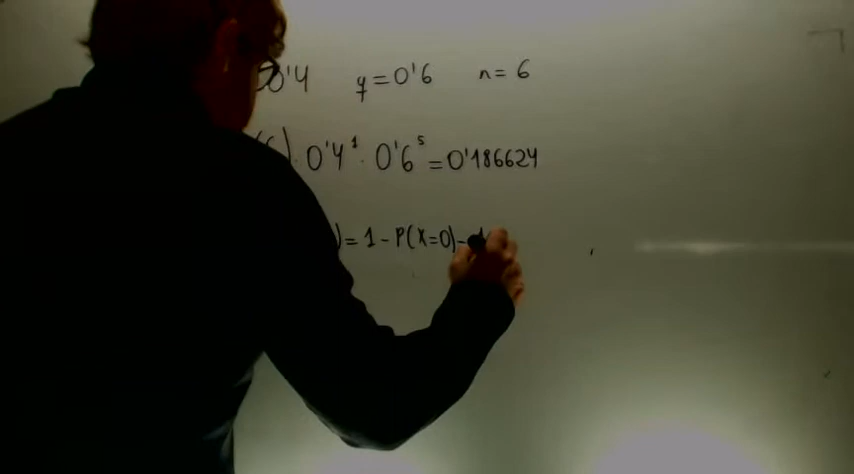 0'4 q = 0'6 n = 6
) · 0'4¹ · 0'6⁵ = 0'186624
) = 1 - P(X=0) -